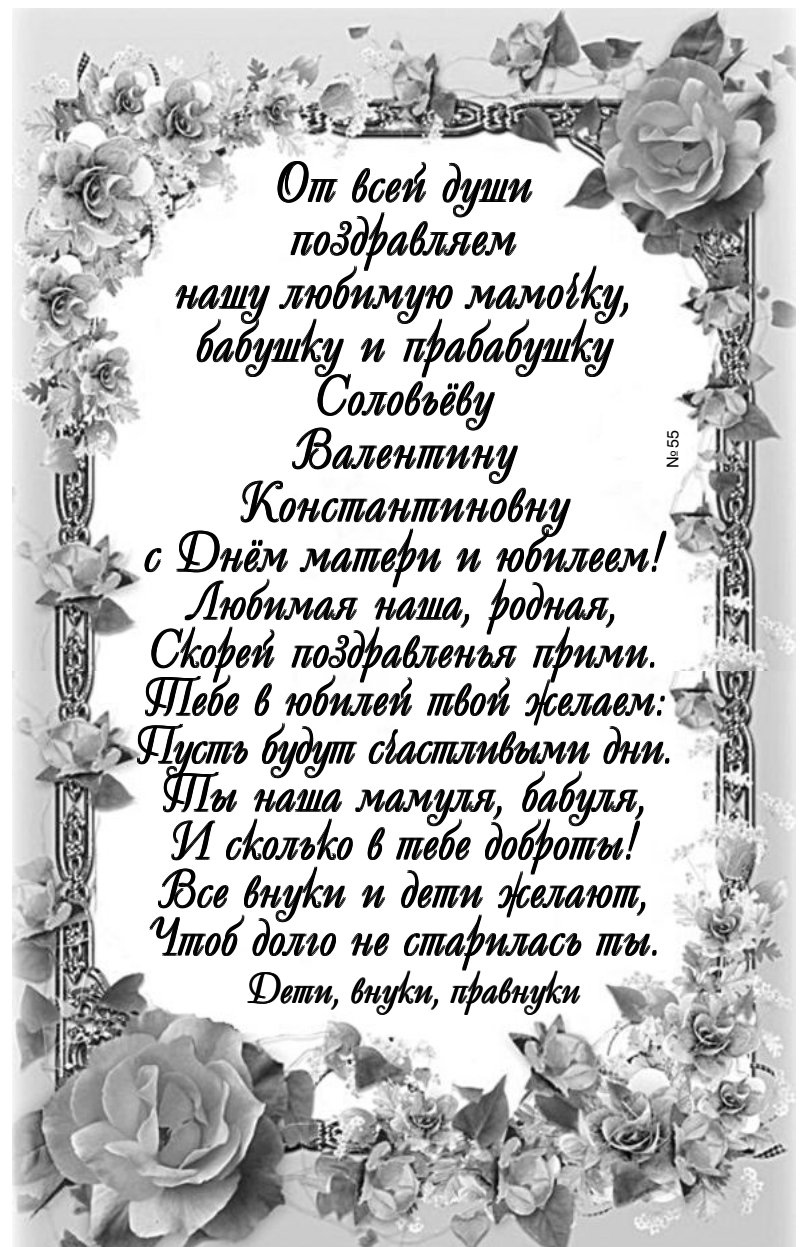 От всей души
поздравляем
нашу любимую мамочку,
бабушку и прабабушку
Соловьёву
Валентину
Константиновну
с Днём матери и юбилеем!
Любимая наша, родная,
Скорей поздравленья прими.
Тебе в юбилей твой желаем:
Пусть будут счастливыми дни.
Ты наша мамуля, бабуля,
И сколько в тебе доброты!
Все внуки и дети желают,
Чтоб долго не старилась ты.
Дети, внуки, правнуки
№ 55